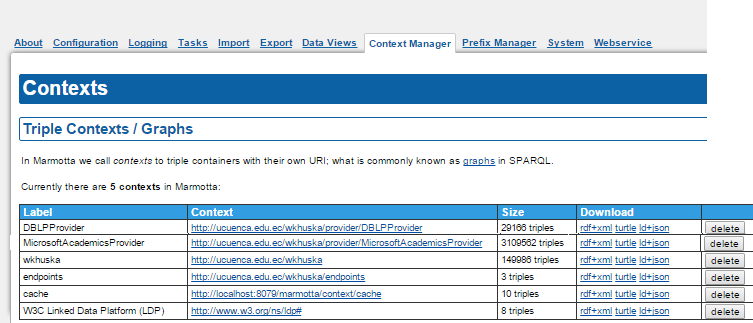 About Configuration Logging Tasks Import Export Data Views Context Manager Prefix Manager System Webservice
Contexts
Triple Contexts / Graphs
In Marmotta we call contexts to triple containers with their own URI; what is commonly known as graphs in SPARQL.
Currently there are 5 contexts in Marmotta:
Label Context Size Download
DBLPProvider http://ucuenca.edu.ec/wkhuska/provider/DBLPProvider 29166 triples rdf+xml turtle ld+json delete
MicrosoftAcademicsProvider http://ucuenca.edu.ec/wkhuska/provider/MicrosoftAcademicsProvider 3109562 triples rdf+xml turtle ld+json delete
wkhuska http://ucuenca.edu.ec/wkhuska 149986 triples rdf+xml turtle ld+json delete
endpoints http://ucuenca.edu.ec/wkhuska/endpoints 3 triples rdf+xml turtle ld+json delete
cache http://localhost:8079/marmotta/context/cache 10 triples rdf+xml turtle ld+json delete
W3C Linked Data Platform (LDP) http://www.w3.org/ns/ldp# 8 triples rdf+xml turtle ld+json delete